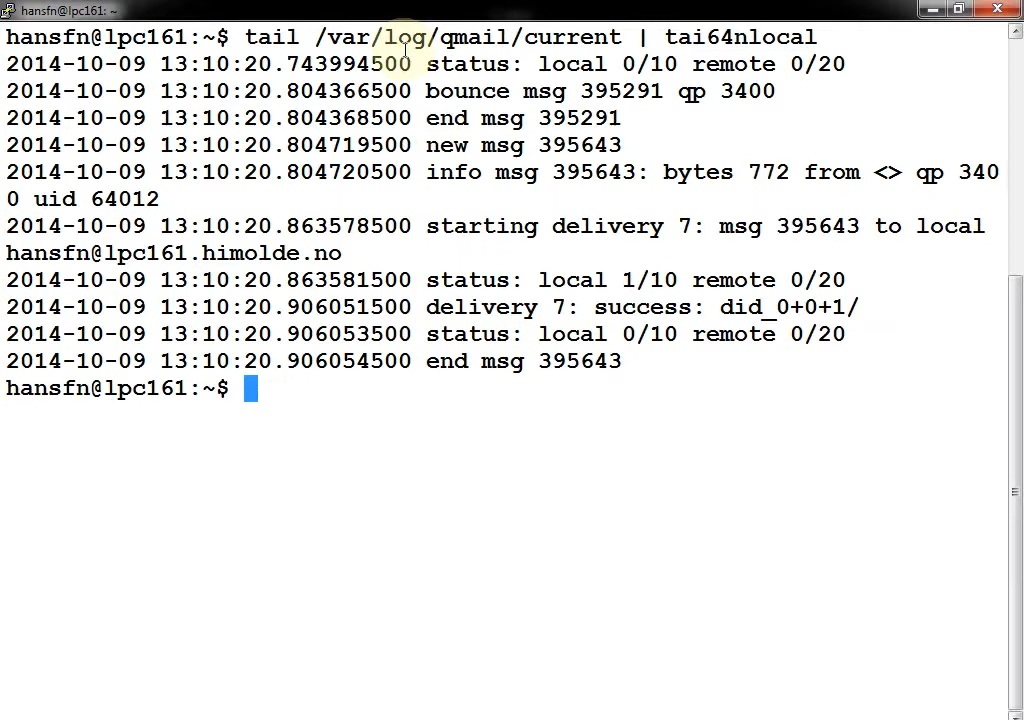 hansfn@lpc161: ~
hansfn@lpc161:~$ tail /var/log/qmail/current | tai64nlocal
2014-10-09 13:10:20.743994500 status: local 0/10 remote 0/20
2014-10-09 13:10:20.804366500 bounce msg 395291 qp 3400
2014-10-09 13:10:20.804368500 end msg 395291
2014-10-09 13:10:20.804719500 new msg 395643
2014-10-09 13:10:20.804720500 info msg 395643: bytes 772 from <> qp 340
0 uid 64012
2014-10-09 13:10:20.863578500 starting delivery 7: msg 395643 to local
hansfn@lpc161.himolde.no
2014-10-09 13:10:20.863581500 status: local 1/10 remote 0/20
2014-10-09 13:10:20.906051500 delivery 7: success: did_0+0+1/
2014-10-09 13:10:20.906053500 status: local 0/10 remote 0/20
2014-10-09 13:10:20.906054500 end msg 395643
hansfn@lpc161:~$